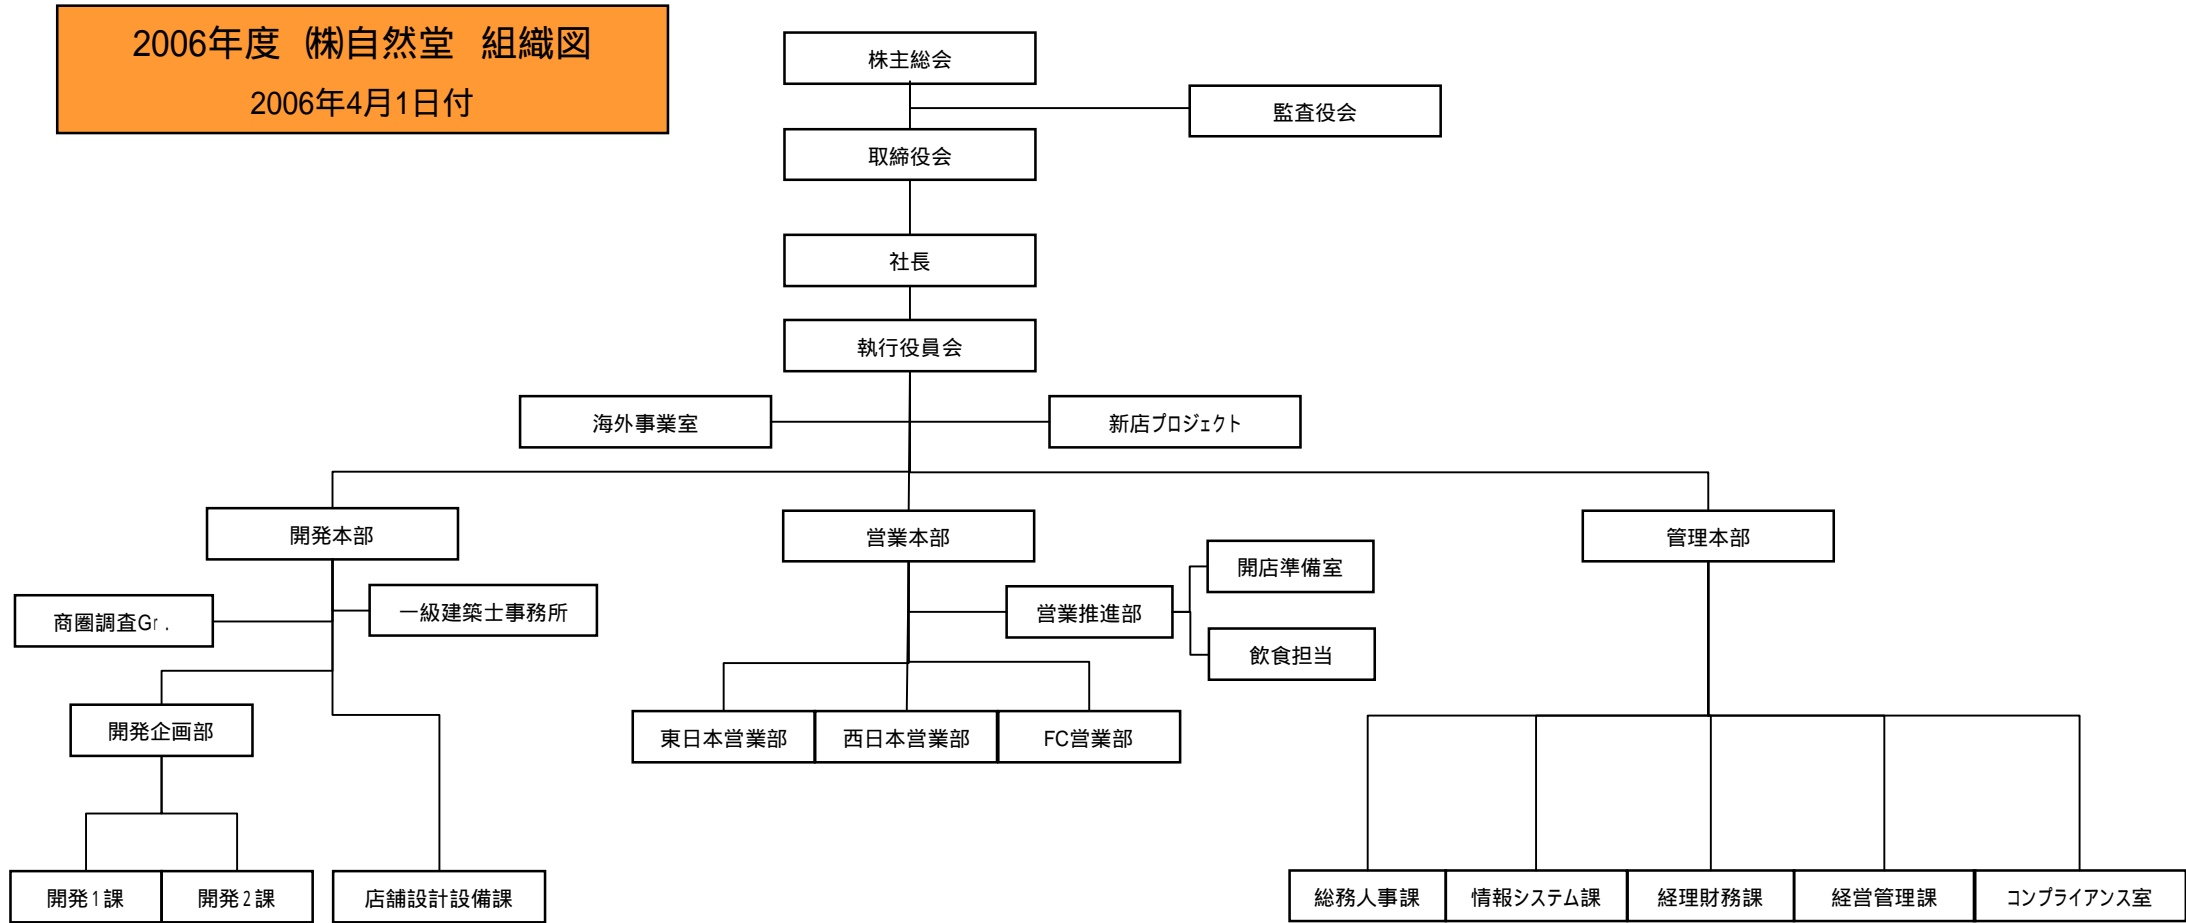 2006年度 ㈱自然堂 組織図
2006年4月1日付
株主総会
監査役会
取締役会
社長
執行役員会
海外事業室
新店プロジェクト
開発本部
営業本部
管理本部
開店準備室
一級建築士事務所
営業推進部
商圏調査Gr.
飲食担当
開発企画部
東日本営業部
西日本営業部
FC営業部
開発1課
開発2課
店舗設計設備課
総務人事課
情報システム課
経理財務課
経営管理課
コンプライアンス室